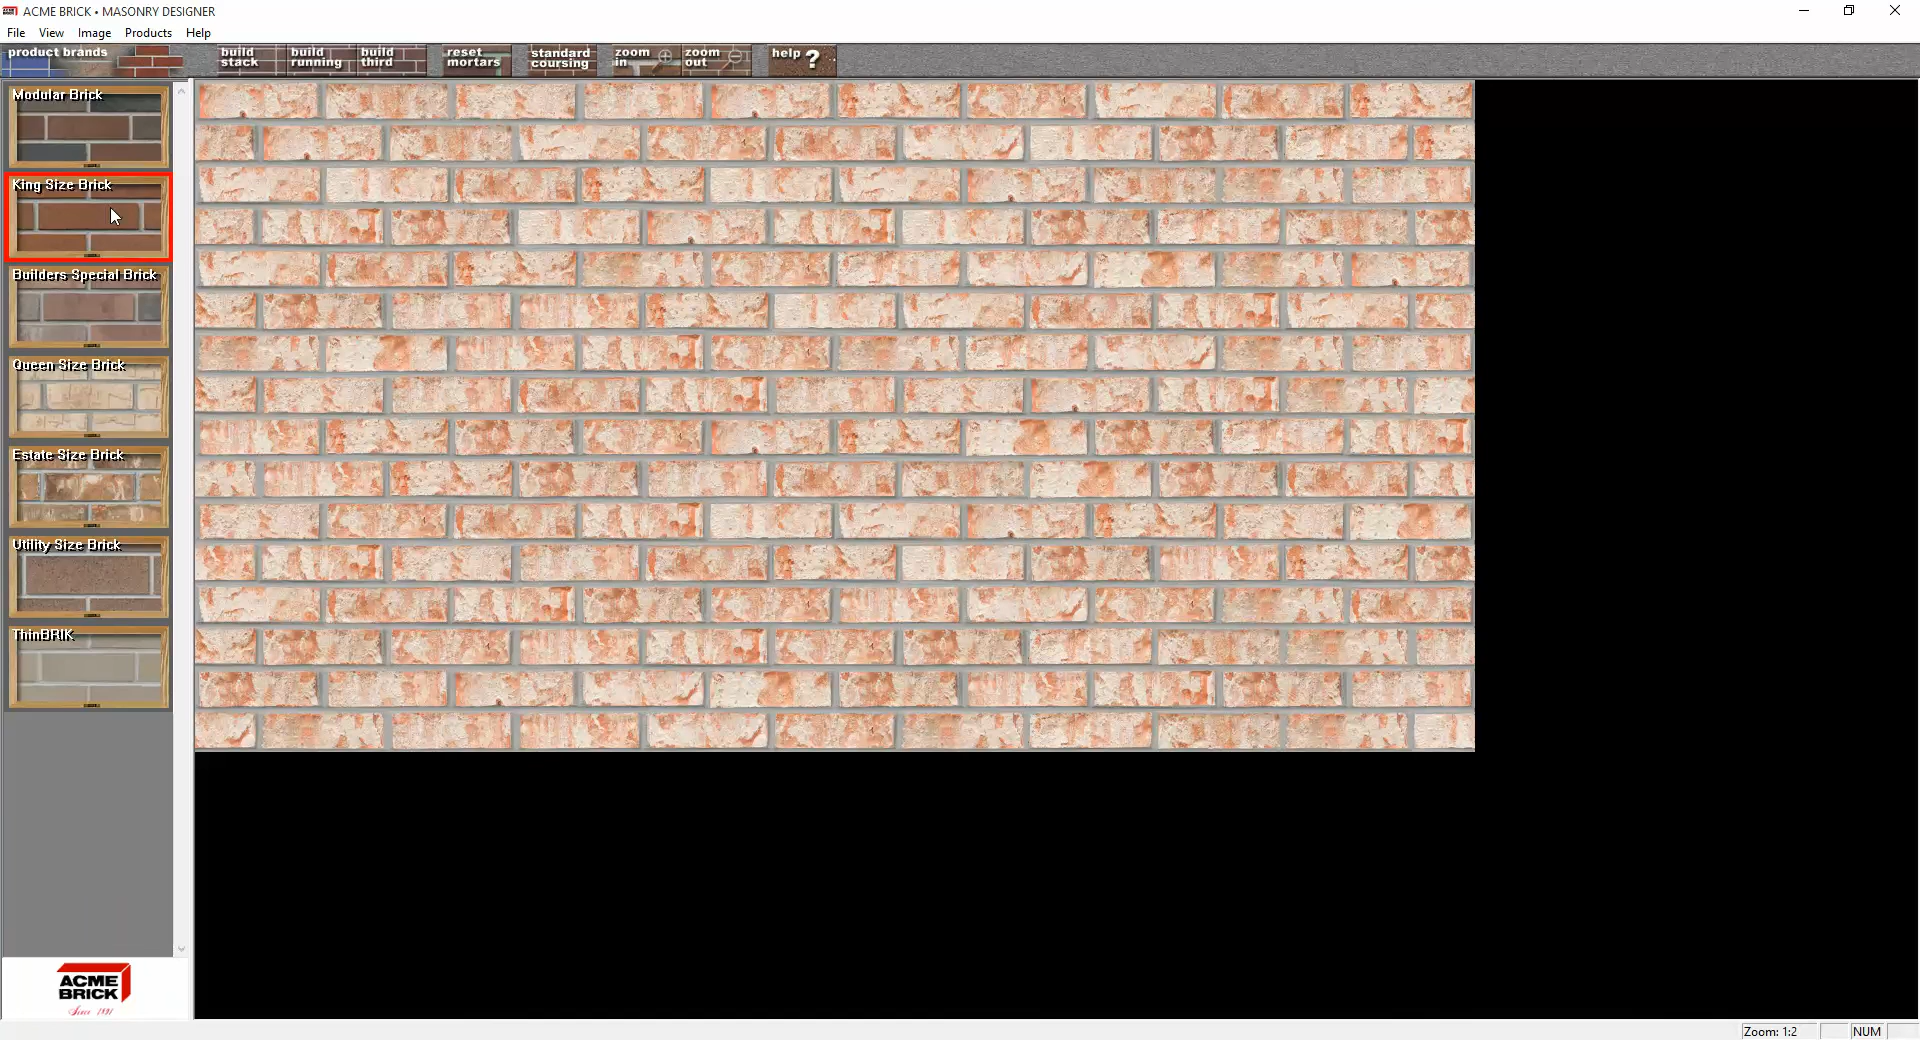 ACME BRICK • MASONRY DESIGNER
File View Image Products Help
product brands
build stack
build running
build third
reset mortars
standard coursing
zoom in
zoom out
help ?
Modular Brick
King Size Brick
Builders Special Brick
Queen Size Brick
Estate Size Brick
Utility Size Brick
ThinBRIK
ACME
BRICK
Since 1891
Zoom: 1:2 NUM